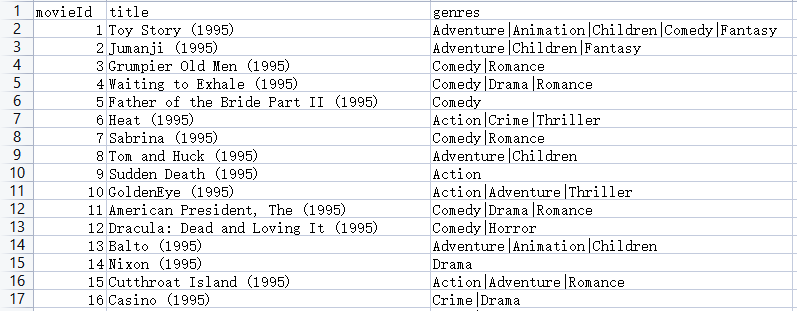 1 movieId title genres
2 1 Toy Story (1995) Adventure|Animation|Children|Comedy|Fantasy
3 2 Jumanji (1995) Adventure|Children|Fantasy
4 3 Grumpier Old Men (1995) Comedy|Romance
5 4 Waiting to Exhale (1995) Comedy|Drama|Romance
6 5 Father of the Bride Part II (1995) Comedy
7 6 Heat (1995) Action|Crime|Thriller
8 7 Sabrina (1995) Comedy|Romance
9 8 Tom and Huck (1995) Adventure|Children
10 9 Sudden Death (1995) Action
11 10 GoldenEye (1995) Action|Adventure|Thriller
12 11 American President, The (1995) Comedy|Drama|Romance
13 12 Dracula: Dead and Loving It (1995) Comedy|Horror
14 13 Balto (1995) Adventure|Animation|Children
15 14 Nixon (1995) Drama
16 15 Cutthroat Island (1995) Action|Adventure|Romance
17 16 Casino (1995) Crime|Drama